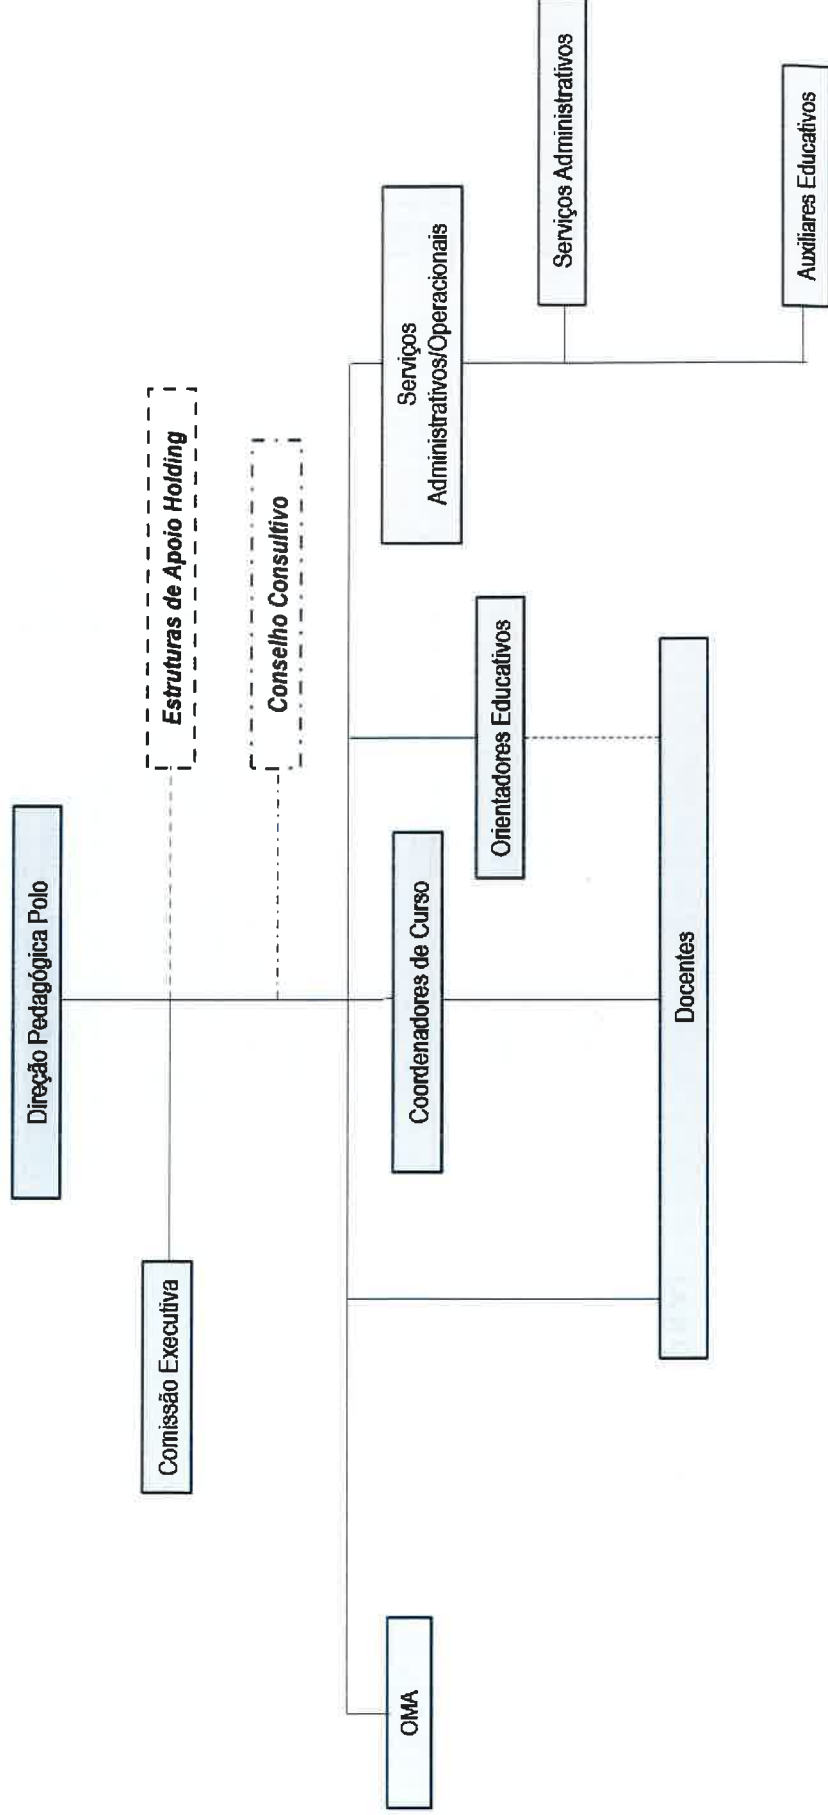 Direção Pedagógica Polo
Comissão Executiva
Estruturas de Apoio Holding
Conselho Consultivo
OMA
Coordenadores de Curso
Serviços
Administrativos/Operacionais
Orientadores Educativos
Serviços Administrativos
Docentes
Auxiliares Educativos